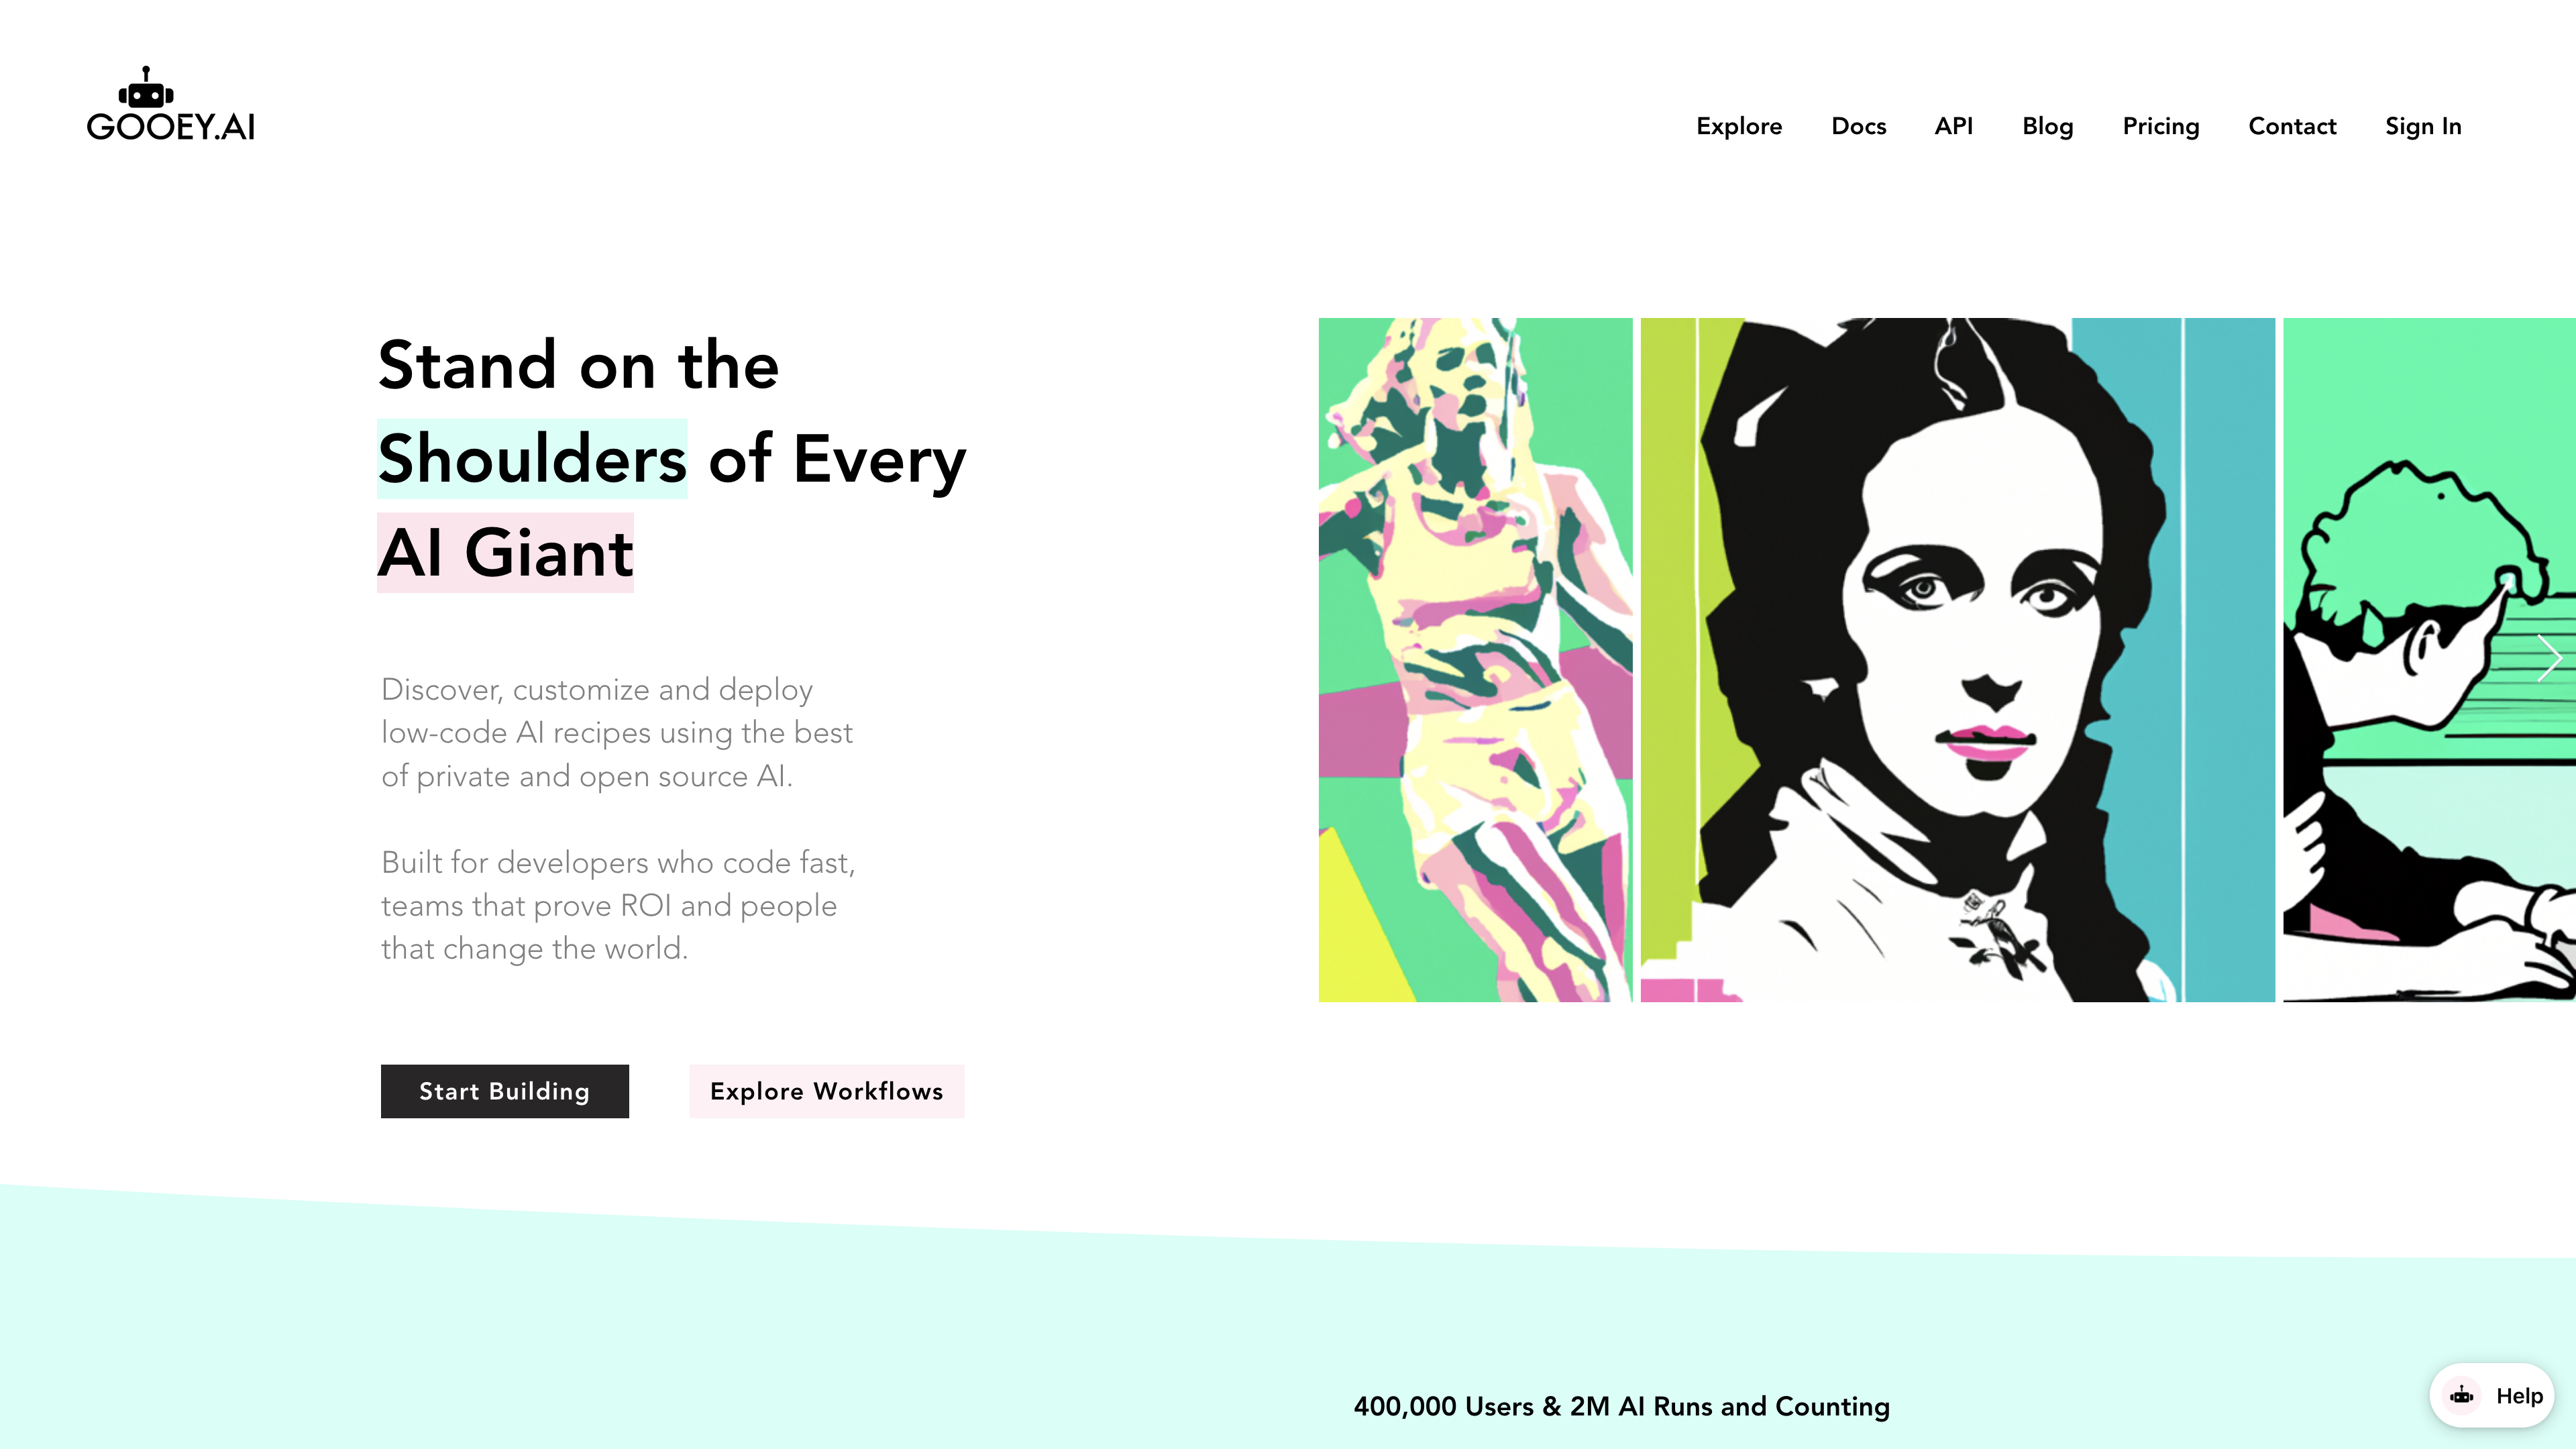 GOOEY.AI
Explore
Docs
API
Blog
Pricing
Contact
Sign In
Stand on the
Shoulders of Every
AI Giant
Discover, customize and deploy
low-code AI recipes using the best
of private and open source AI.
Built for developers who code fast,
teams that prove ROI and people
that change the world.
Start Building
Explore Workflows
400,000 Users & 2M AI Runs and Counting
Help